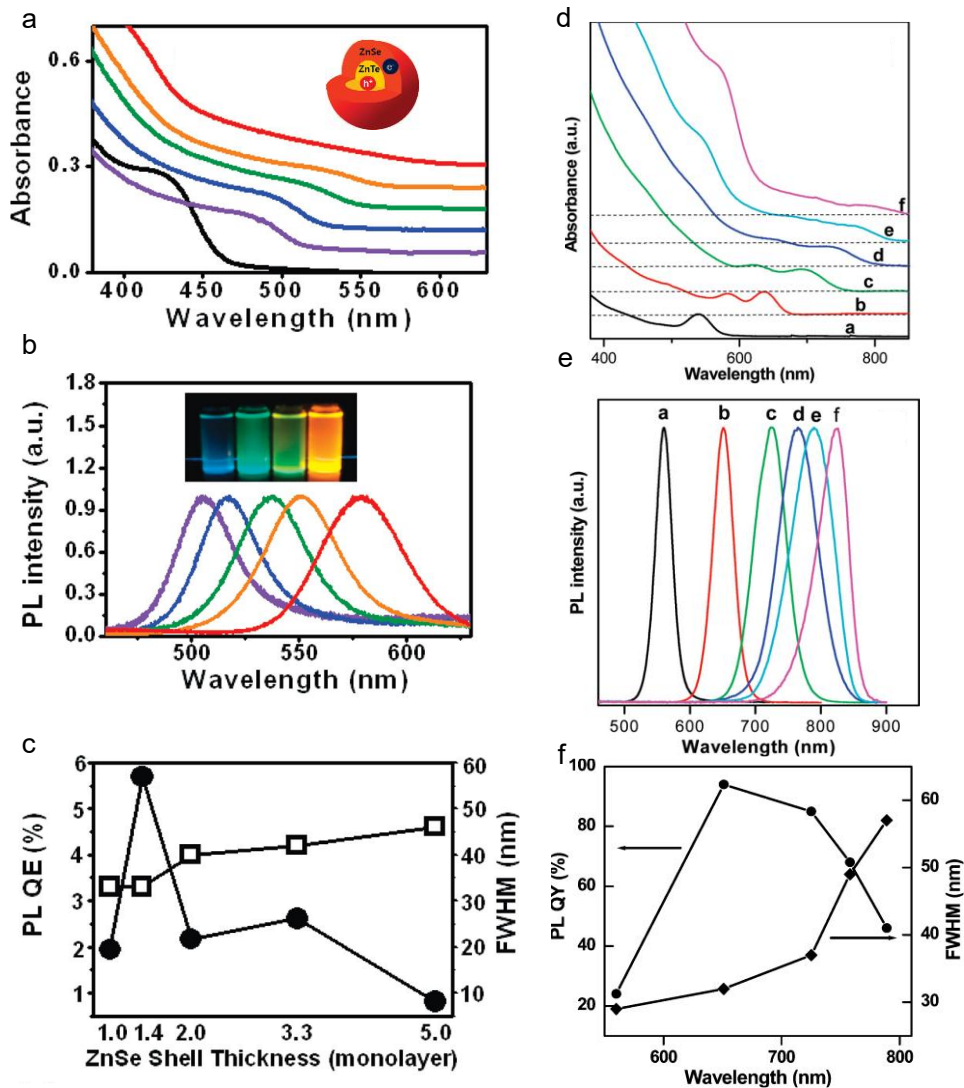 a
0.6
0.3
0.0
Absorbance
ZnSe
ZnTe
e⁻
h⁺
400 450 500 550 600
Wavelength (nm)
b
1.8
1.5
1.2
0.9
0.6
0.3
0.0
PL intensity (a.u.)
500 550 600
Wavelength (nm)
c
6
5
4
3
2
1
PL QE (%)
60
50
40
30
20
10
FWHM (nm)
1.0 1.4 2.0 3.3 5.0
ZnSe Shell Thickness (monolayer)
d
Absorbance (a.u.)
f
e
d
c
b
a
400 600 800
Wavelength (nm)
e
a b c d e f
PL intensity (a.u.)
500 600 700 800 900
Wavelength (nm)
f
100
80
60
40
20
PL QY (%)
60
50
40
30
FWHM (nm)
600 700 800
Wavelength (nm)